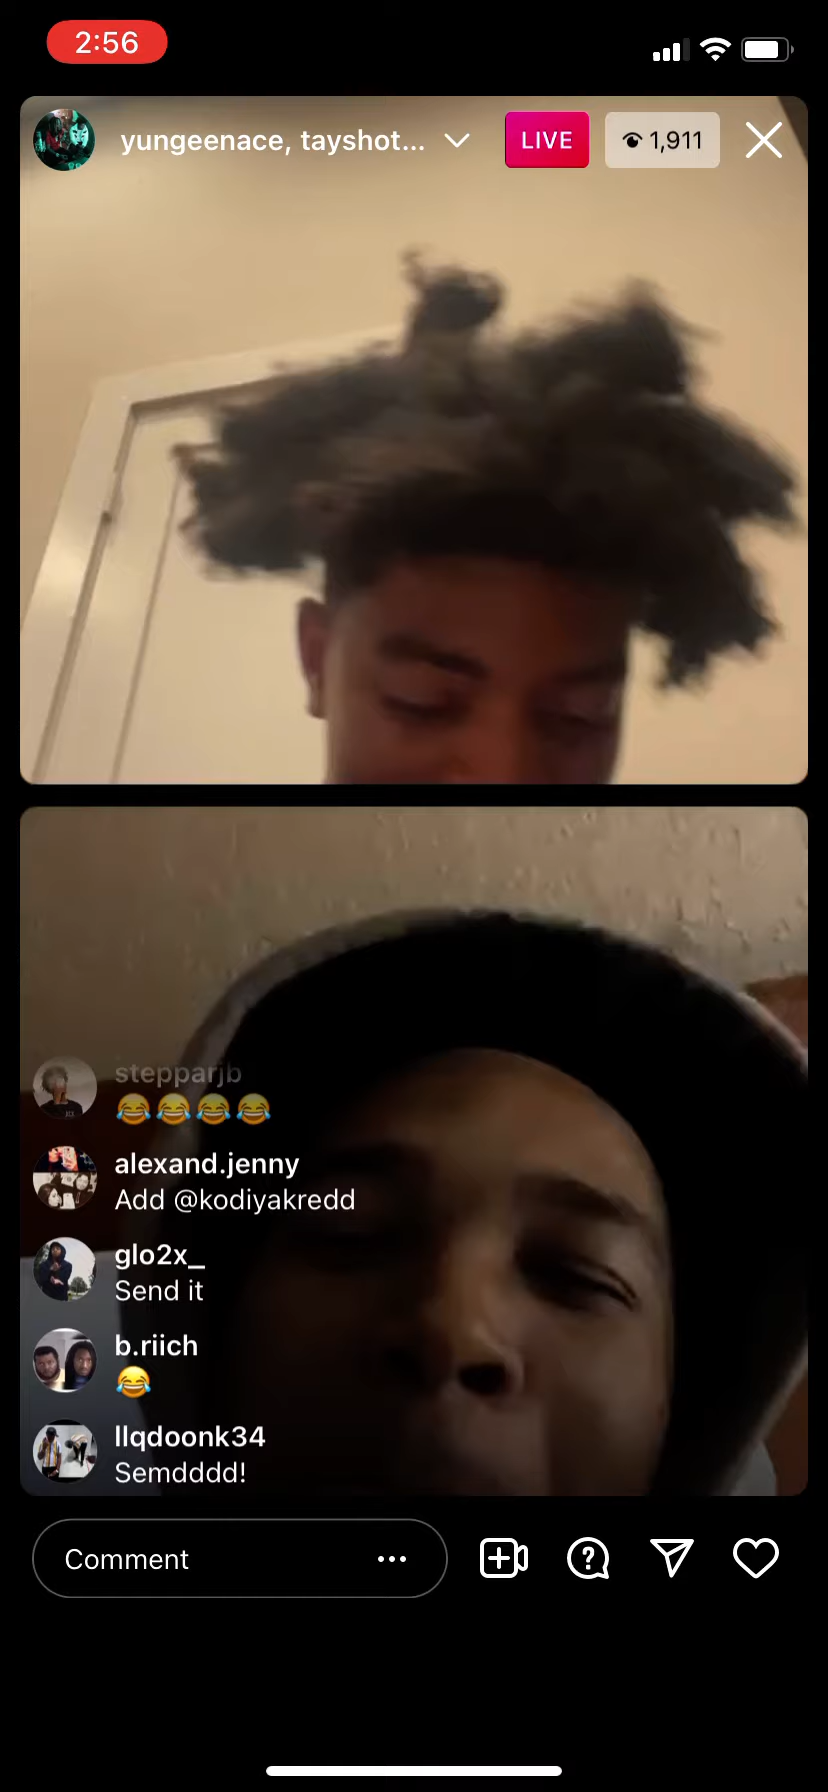 2:56
yungeenace, tayshot...
LIVE
1,911
stepparjb
😂😂😂😂
alexand.jenny
Add @kodiyakredd
glo2x_
Send it
b.riich
😂
llqdoonk34
Semdddd!
Comment